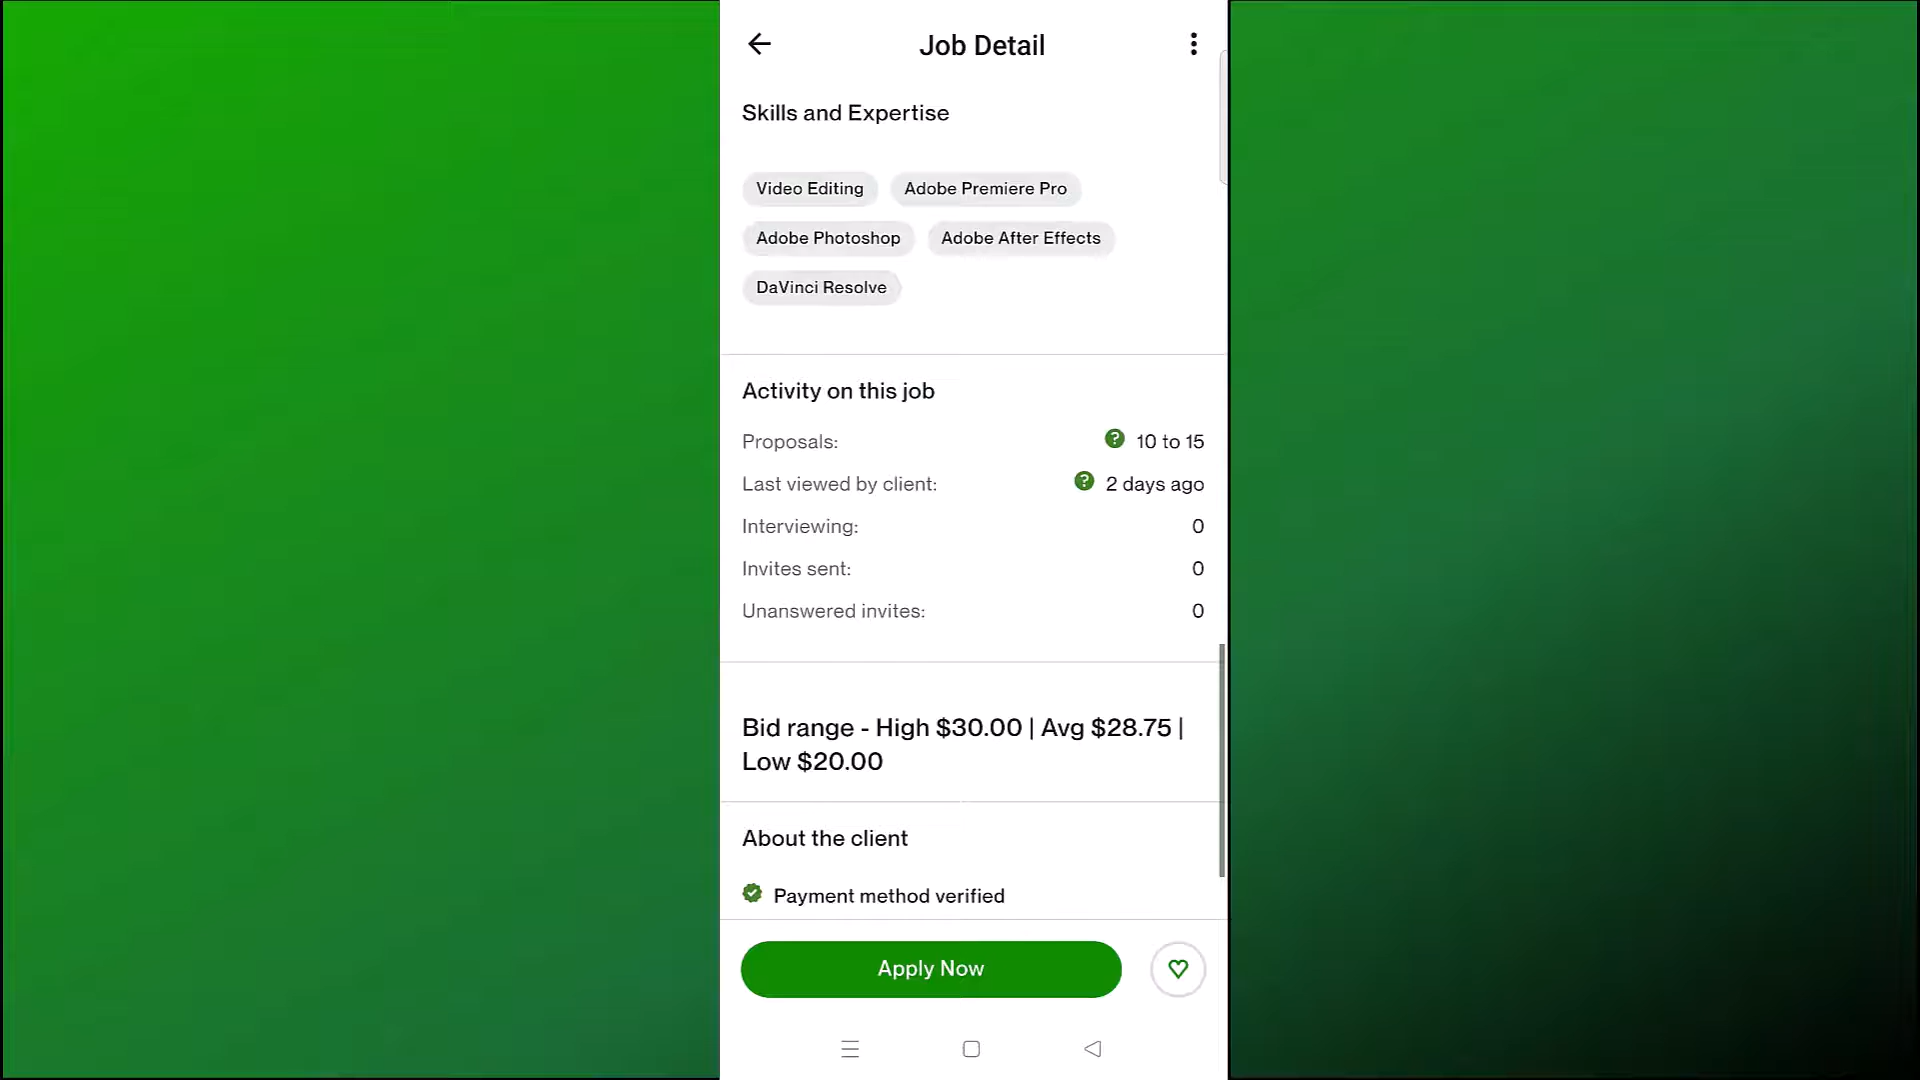 Job Detail
Skills and Expertise
Video Editing Adobe Premiere Pro
Adobe Photoshop Adobe After Effects
DaVinci Resolve
Activity on this job
Proposals: ? 10 to 15
Last viewed by client: ? 2 days ago
Interviewing: 0
Invites sent: 0
Unanswered invites: 0
Bid range - High $30.00 | Avg $28.75 |
Low $20.00
About the client
Payment method verified
Apply Now